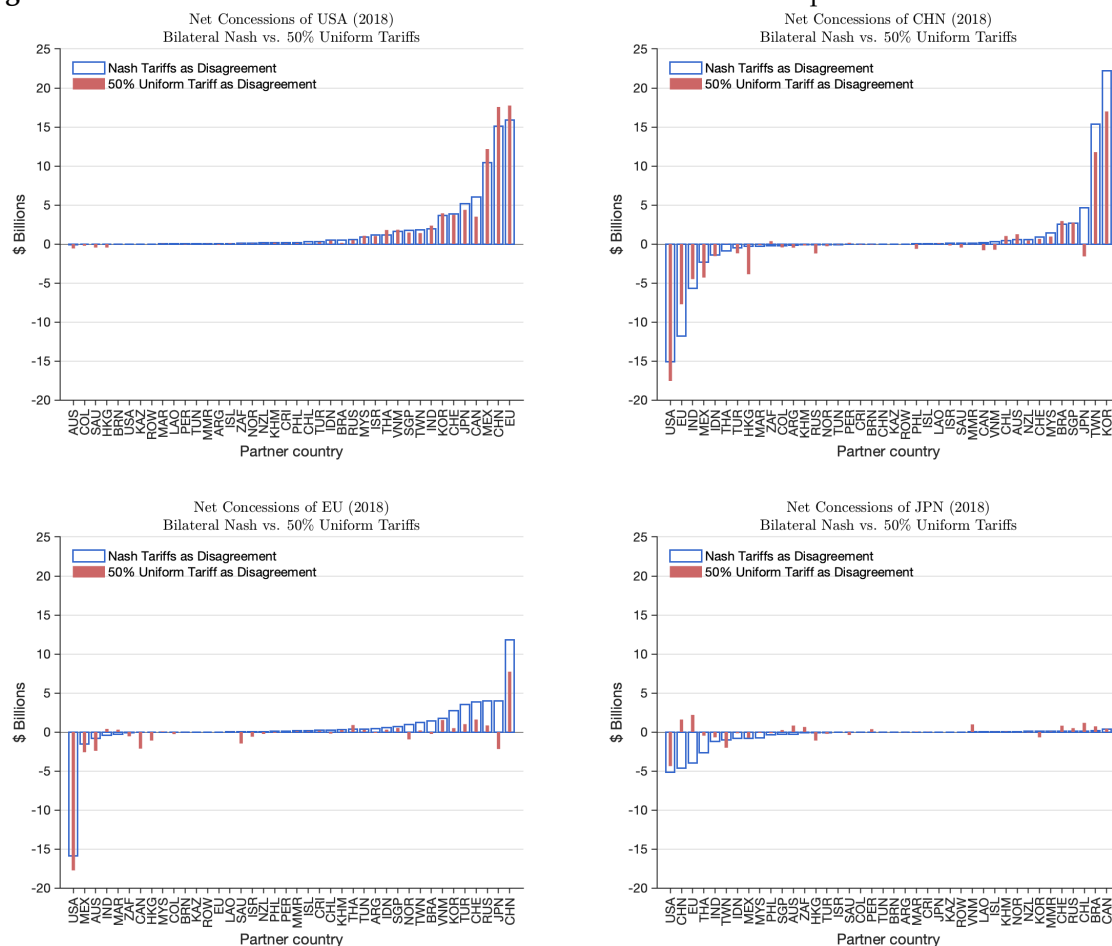 g
Net Concessions of USA (2018)
Bilateral Nash vs. 50% Uniform Tariffs
25
20
15
10
5
0
-5
-10
-15
-20
$ Billions
Nash Tariffs as Disagreement
50% Uniform Tariff as Disagreement
AUS
COL
SAU
HKG
BRN
USA
KAZ
ROW
MAR
LAO
PER
TUN
MMR
ARG
ISL
ZAF
NOR
NZL
KHM
CRI
PHL
CHL
TUR
IDN
BRA
RUS
MYS
ISR
THA
VNM
SGP
TWN
IND
KOR
CHE
JPN
CAN
MEX
CHN
EU
Partner country
Net Concessions of CHN (2018)
Bilateral Nash vs. 50% Uniform Tariffs
25
20
15
10
5
0
-5
-10
-15
-20
$ Billions
Nash Tariffs as Disagreement
50% Uniform Tariff as Disagreement
USA
EU
IND
MEX
IDN
THA
TUR
HKG
MAR
ZAF
COL
ARG
KHM
RUS
NOR
TUN
PER
CRI
BRN
CHN
KAZ
ROW
PHL
ISL
LAO
ISR
SAU
MMR
CAN
VNM
CHL
AUS
NZL
CHE
MYS
BRA
SGP
JPN
TWN
KOR
Partner country
Net Concessions of EU (2018)
Bilateral Nash vs. 50% Uniform Tariffs
25
20
15
10
5
0
-5
-10
-15
-20
$ Billions
Nash Tariffs as Disagreement
50% Uniform Tariff as Disagreement
USA
MEX
AUS
IND
MAR
ZAF
CAN
HKG
MYS
COL
BRN
KAZ
ROW
EU
LAO
SAU
ISR
NZL
PHL
PER
MMR
ISL
CRI
CHL
KHM
THA
TUN
ARG
IDN
SGP
NOR
TWN
BRA
VNM
KOR
TUR
CHE
RUS
JPN
CHN
Partner country
Net Concessions of JPN (2018)
Bilateral Nash vs. 50% Uniform Tariffs
25
20
15
10
5
0
-5
-10
-15
-20
$ Billions
Nash Tariffs as Disagreement
50% Uniform Tariff as Disagreement
USA
CHN
EU
THA
IND
TWN
IDN
MEX
MYS
PHL
SGP
AUS
ZAF
HKG
TUR
ISR
SAU
COL
PER
TUN
BRN
ARG
MAR
CRI
JPN
KAZ
ROW
VNM
LAO
ISL
KHM
NOR
NZL
KOR
MMR
CHE
RUS
CHL
BRA
CAN
Partner country